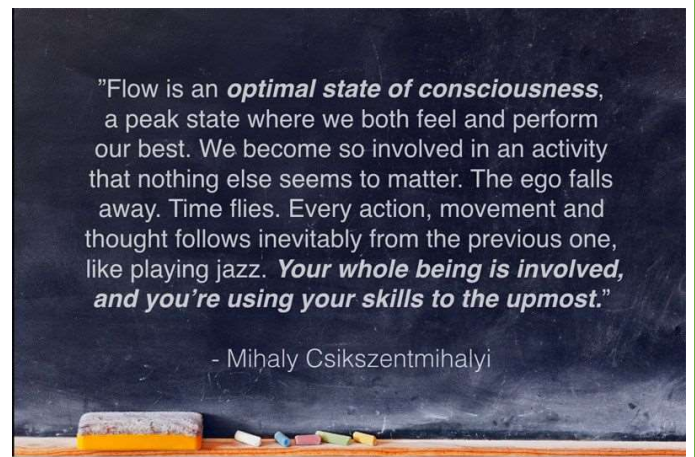 ”Flow is an optimal state of consciousness,
a peak state where we both feel and perform
our best. We become so involved in an activity
that nothing else seems to matter. The ego falls
away. Time flies. Every action, movement and
thought follows inevitably from the previous one,
like playing jazz. Your whole being is involved,
and you’re using your skills to the upmost.”
- Mihaly Csikszentmihalyi